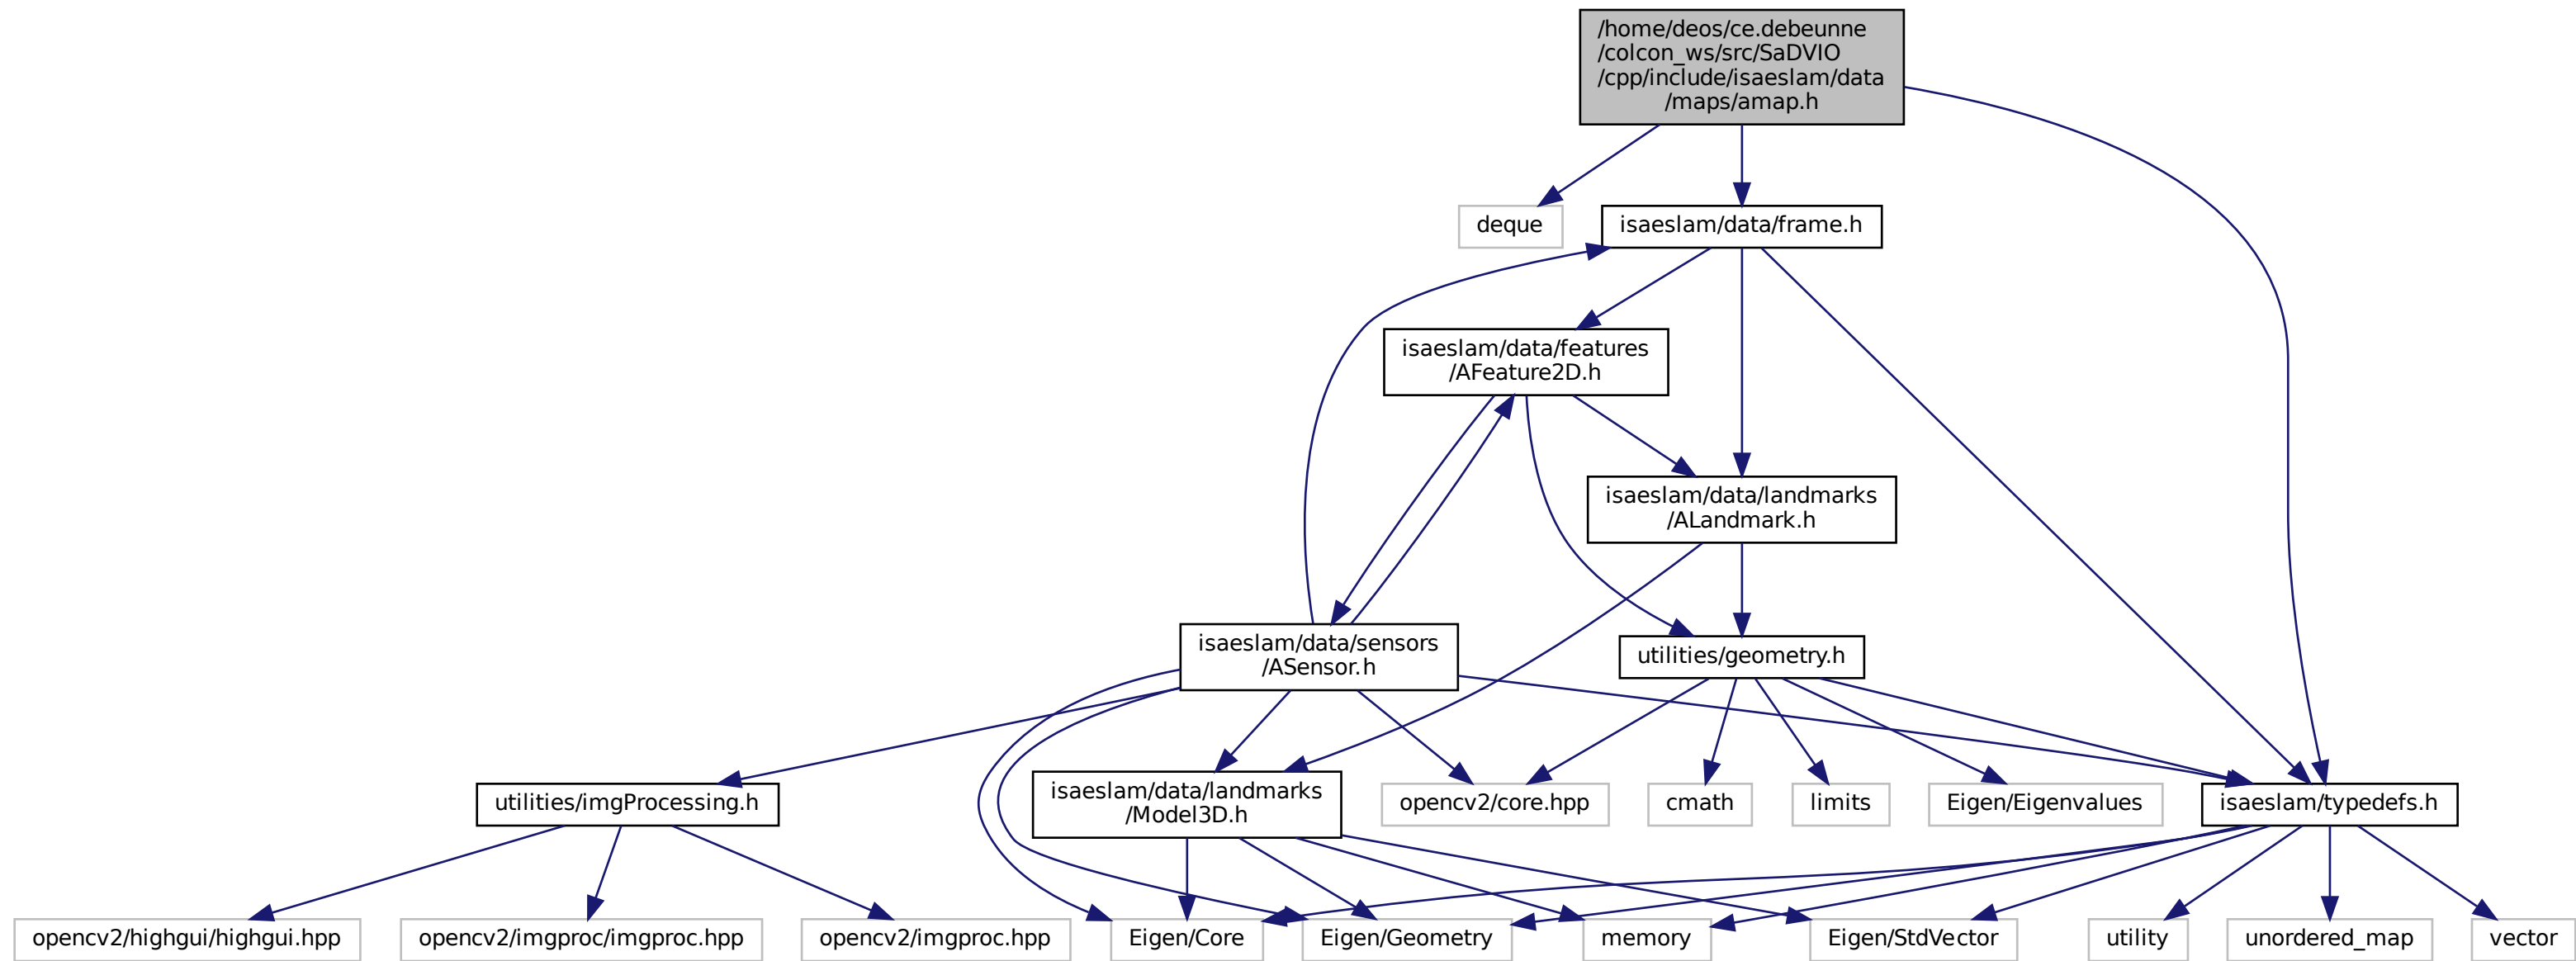 /home/deos/ce.debeunne
/colcon_ws/src/SaDVIO
/cpp/include/isaeslam/data
/maps/amap.h
deque
isaeslam/data/frame.h
isaeslam/data/features
/AFeature2D.h
isaeslam/data/landmarks
/ALandmark.h
isaeslam/data/sensors
/ASensor.h
utilities/geometry.h
utilities/imgProcessing.h
isaeslam/data/landmarks
/Model3D.h
opencv2/core.hpp
cmath
limits
Eigen/Eigenvalues
isaeslam/typedefs.h
opencv2/highgui/highgui.hpp
opencv2/imgproc/imgproc.hpp
opencv2/imgproc.hpp
Eigen/Core
Eigen/Geometry
memory
Eigen/StdVector
utility
unordered_map
vector